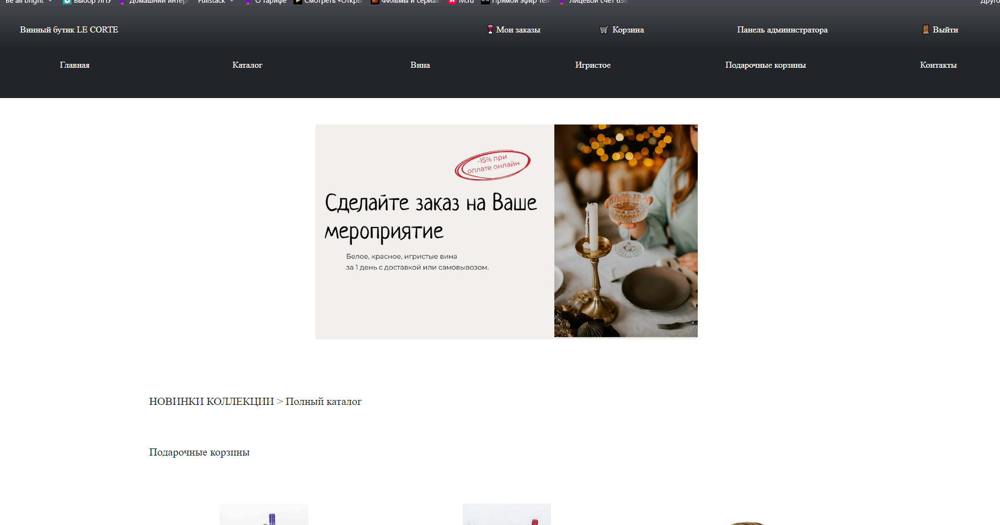 Be all bright
Выбор ЛПУ
Домашний интер
Fullstack
О тарифе
Смотреть «Откры
Фильмы и сериал
Прямой эфир тел
Лицевой счет 638
Друго
Винный бутик LE CORTE
Мои заказы
Корзина
Панель администратора
Выйти
Главная
Каталог
Вина
Игристое
Подарочные корзины
Контакты
-15% при
оплате онлайн
Сделайте заказ на Ваше
мероприятие
Белое, красное, игристые вина
за 1 день с доставкой или самовывозом.
НОВИНКИ КОЛЛЕКЦИИ > Полный каталог
Подарочные корзины